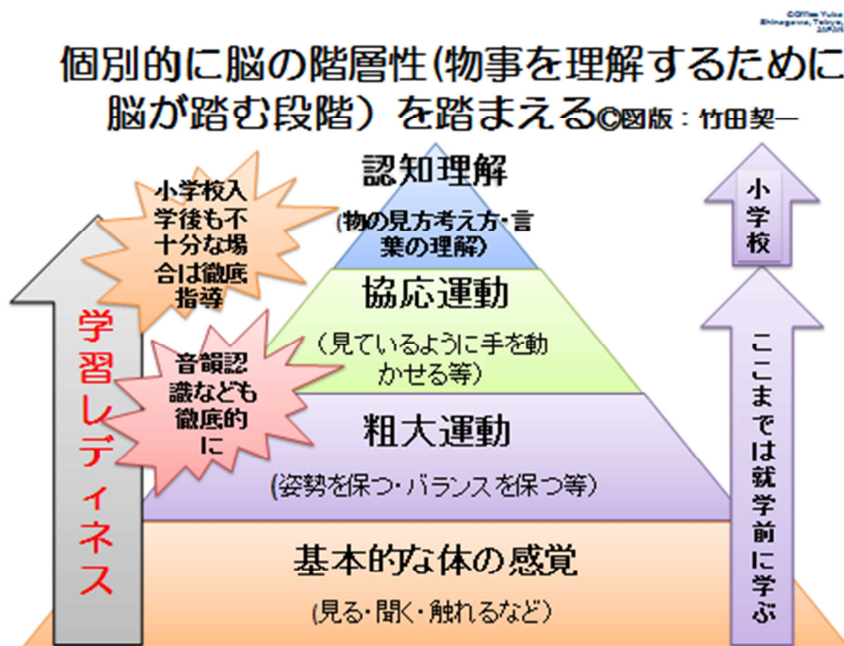 ©Office Yuka
Shinagawa, Tokyo,
JAPAN
個別的に脳の階層性(物事を理解するために
脳が踏む段階)を踏まえる©図版：竹田契一
認知理解
(物の見方考え方・言
葉の理解)
小学校入
学後も不
十分な場
合は徹底
指導
小学校
協応運動
(見ているように手を動
かせる等)
学習レディネス
音韻認
識なども
徹底的
に
粗大運動
(姿勢を保つ・バランスを保つ等)
ここまでは就学前に学ぶ
基本的な体の感覚
(見る・聞く・触れるなど)